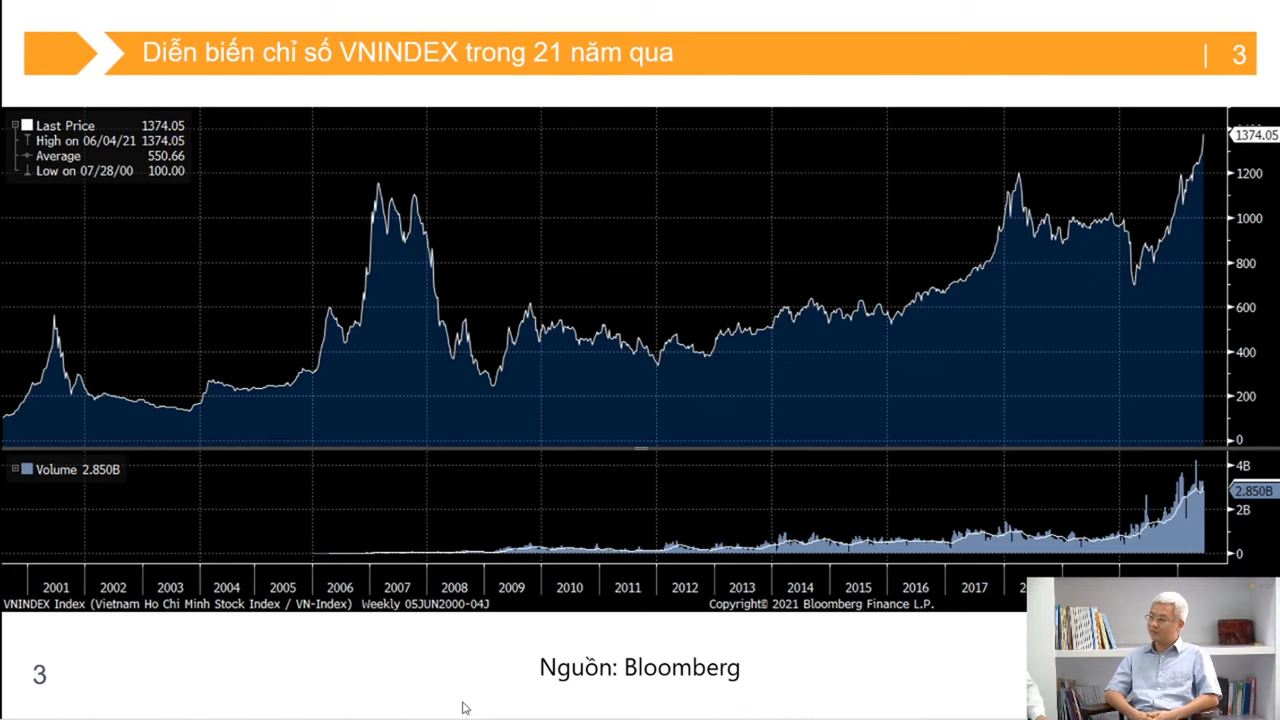 Diễn biến chỉ số VNINDEX trong 21 năm qua | 3
Last Price 1374.05
High on 06/04/21 1374.05
Average 550.66
Low on 07/28/00 100.00
1374.05
1200
1000
800
600
400
200
0
Volume 2.850B
4B
2.850B
2B
0
2001 2002 2003 2004 2005 2006 2007 2008 2009 2010 2011 2012 2013 2014 2015 2016 2017
VNINDEX Index (Vietnam Ho Chi Minh Stock Index / VN-Index) Weekly 05JUN2000-04J
Copyright© 2021 Bloomberg Finance L.P.
3
Nguồn: Bloomberg